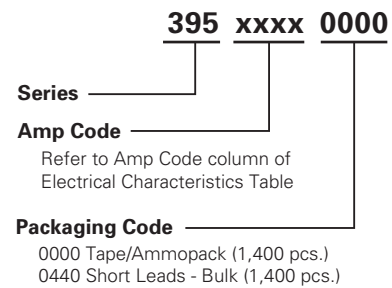 395 xxxx 0000
Series
Amp Code
Refer to Amp Code column of
Electrical Characteristics Table
Packaging Code
0000 Tape/Ammopack (1,400 pcs.)
0440 Short Leads - Bulk (1,400 pcs.)